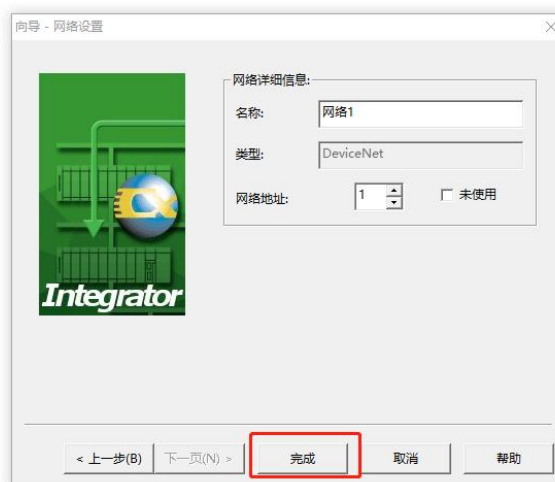 向导 - 网络设置
网络详细信息:
名称:
网络1
类型:
DeviceNet
网络地址:
1
未使用
CX
Integrator
< 上一步(B)
下一页(N) >
完成
取消
帮助